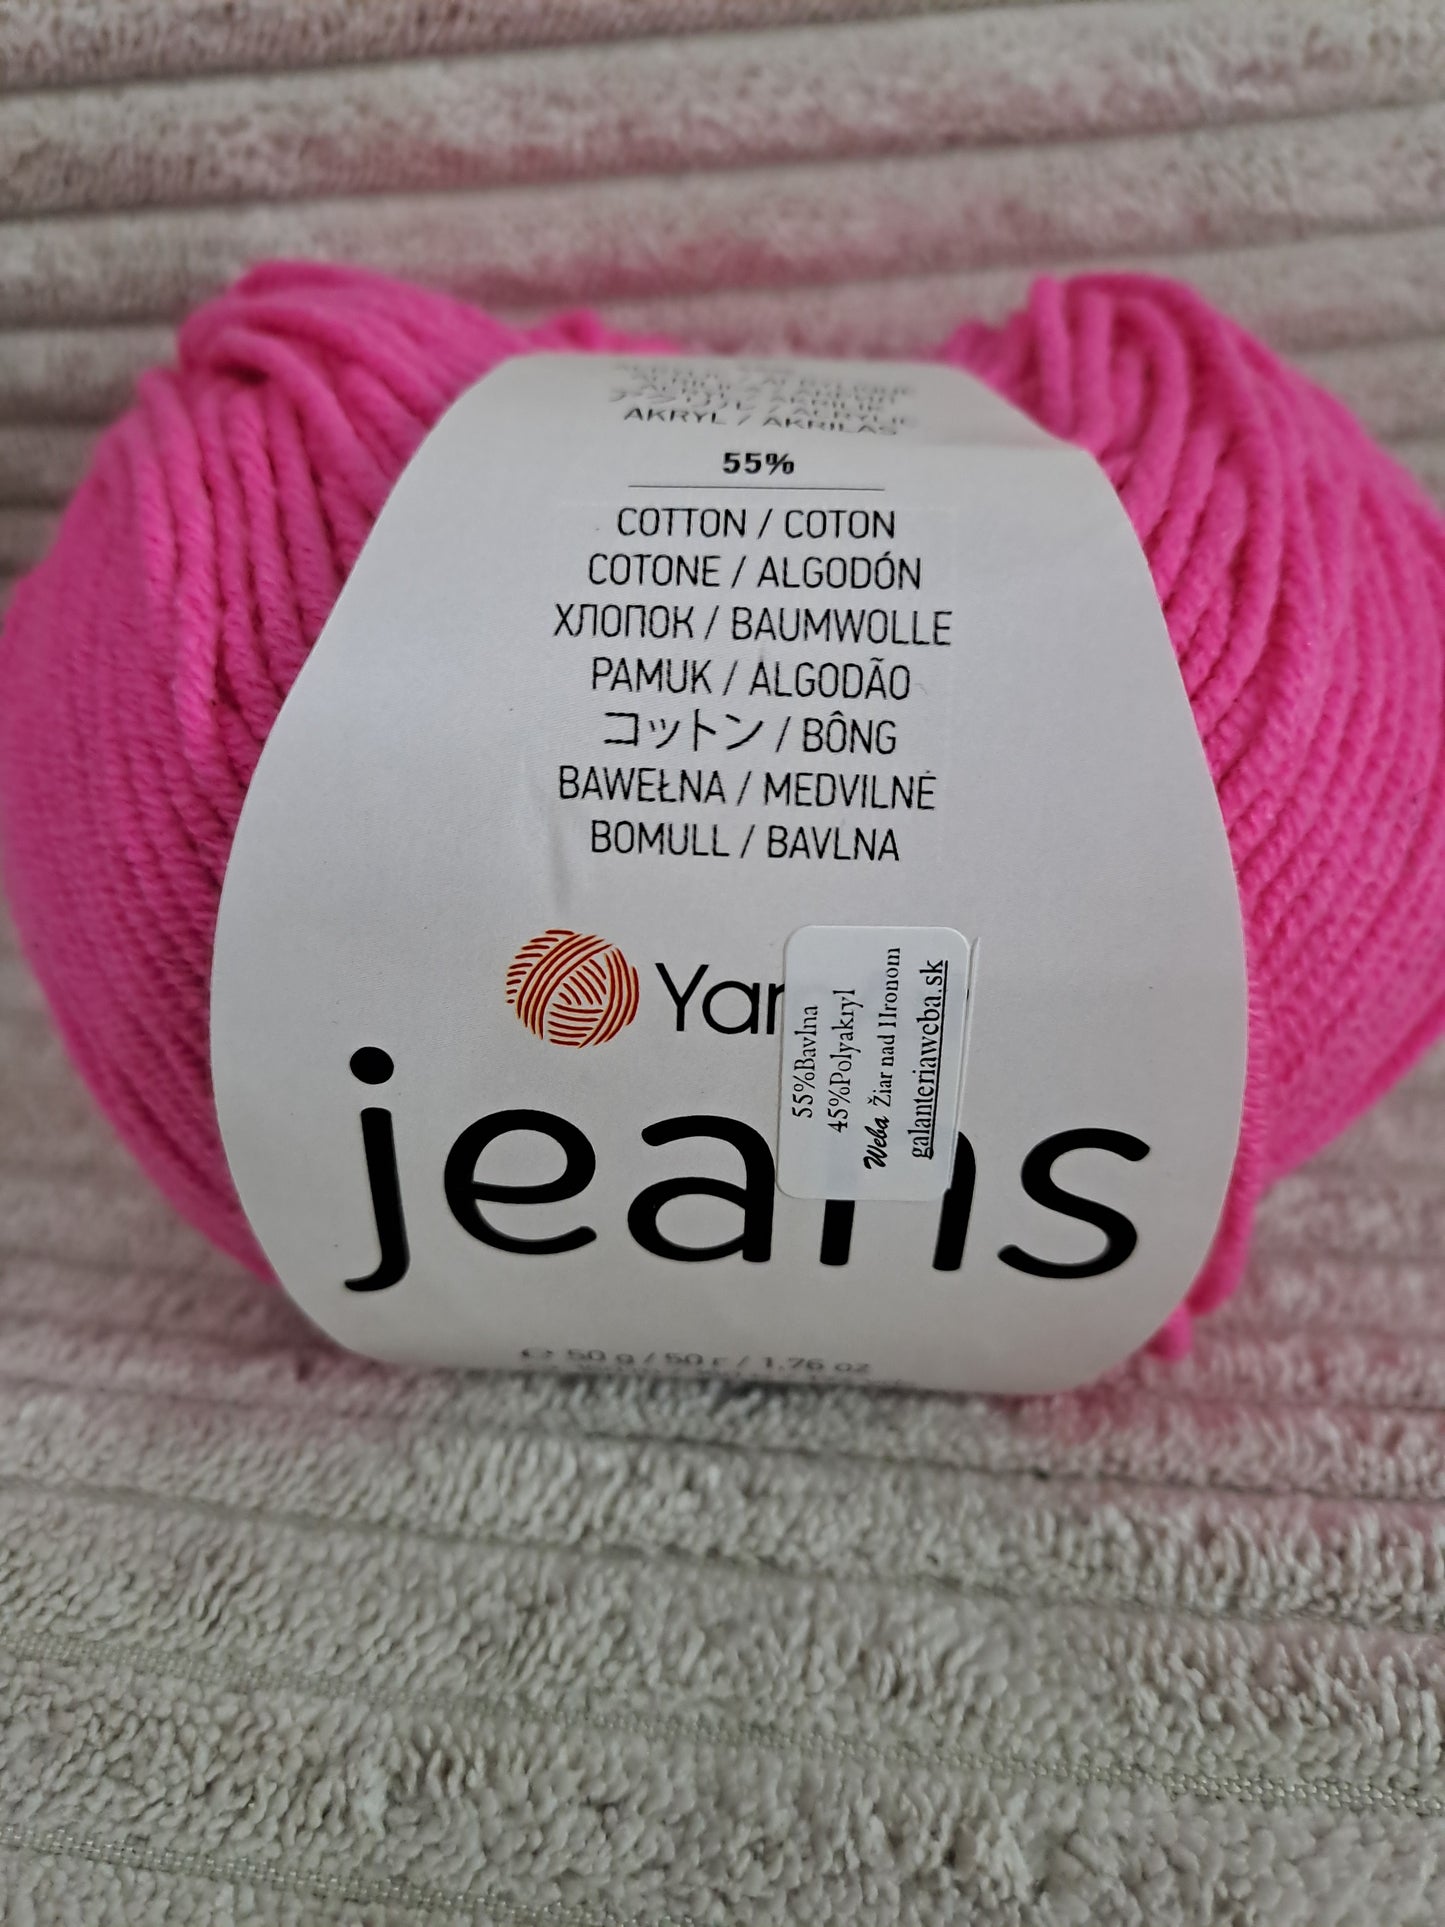 AKRYL / AKRILAS
55%
COTTON / COTON
COTONE / ALGODÓN
ХЛОПОК / BAUMWOLLE
PAMUK / ALGODÃO
コットン / BÔNG
BAWEŁNA / MEDVILNĖ
BOMULL / BAVLNA
Yar
55%Bavlna
45%Polyakryl
Weba Žiar nad Hronom
galanteriaweba.sk
jeans
50 g / 50 г / 1,76 oz